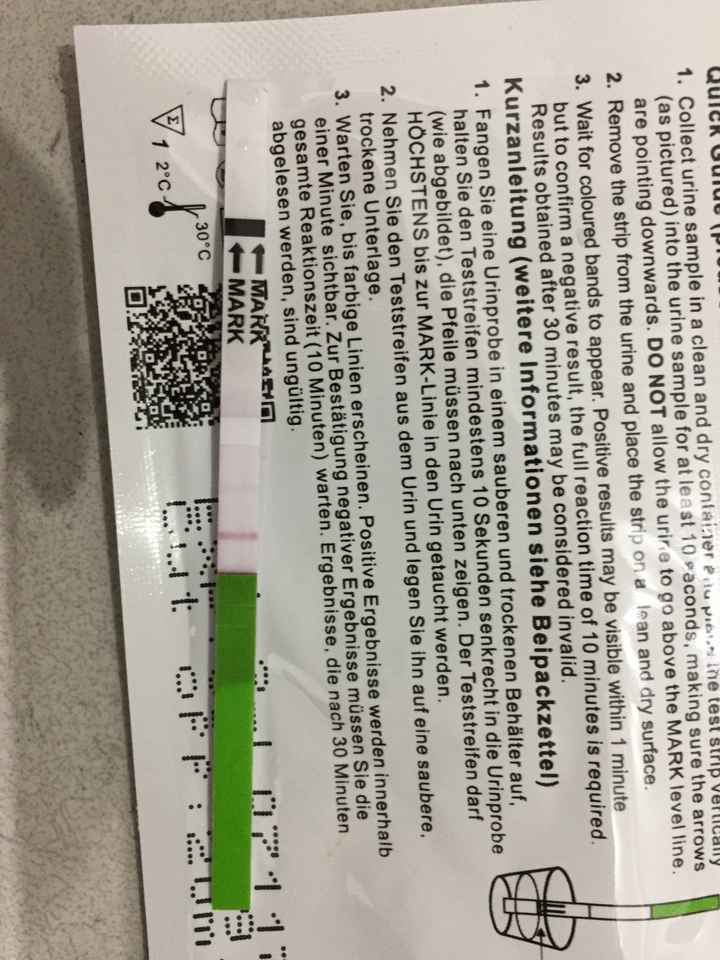 1. Collect urine sample in a clean and dry container
(as pictured) into the urine sample for at least 10 seconds, making sure the arrows
are pointing downwards. DO NOT allow the urine to go above the MARK level line.
2. Remove the strip from the urine and place the strip on a clean and dry surface.
3. Wait for coloured bands to appear. Positive results may be visible within 1 minute
but to confirm a negative result, the full reaction time of 10 minutes is required.
Results obtained after 30 minutes may be considered invalid.
Kurzanleitung (weitere Informationen siehe Beipackzettel)
1. Fangen Sie eine Urinprobe in einem sauberen und trockenen Behälter auf,
halten Sie den Teststreifen mindestens 10 Sekunden senkrecht in die Urinprobe
(wie abgebildet), die Pfeile müssen nach unten zeigen. Der Teststreifen darf
HÖCHSTENS bis zur MARK-Linie in den Urin getaucht werden.
2. Nehmen Sie den Teststreifen aus dem Urin und legen Sie ihn auf eine saubere,
trockene Unterlage.
3. Warten Sie, bis farbige Linien erscheinen. Positive Ergebnisse werden innerhalb
einer Minute sichtbar. Zur Bestätigung negativer Ergebnisse müssen Sie die
gesamte Reaktionszeit (10 Minuten) warten. Ergebnisse, die nach 30 Minuten
abgelesen werden, sind ungültig.
MARK
MARK
Σ 1 2°C 30°C